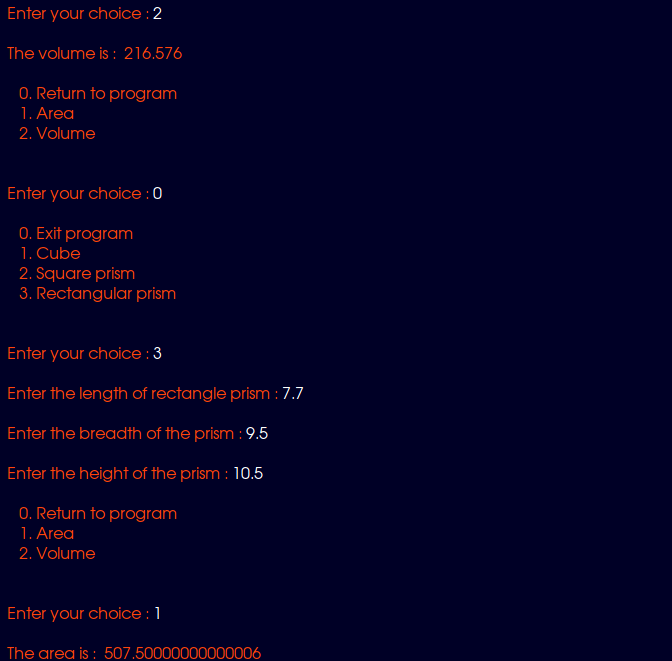 Enter your choice : 2
The volume is :  216.576
0. Return to program
1. Area
2. Volume
Enter your choice : 0
0. Exit program
1. Cube
2. Square prism
3. Rectangular prism
Enter your choice : 3
Enter the length of rectangle prism : 7.7
Enter the breadth of the prism : 9.5
Enter the height of the prism : 10.5
0. Return to program
1. Area
2. Volume
Enter your choice : 1
The area is :  507.50000000000006